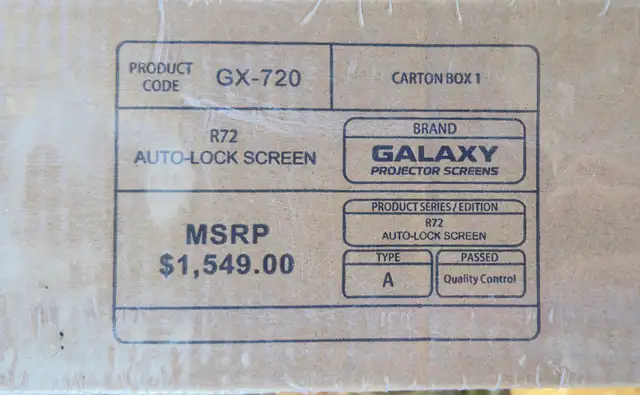 PRODUCT
CODE
GX-720
CARTON BOX 1
R72
AUTO-LOCK SCREEN
BRAND
GALAXY
PROJECTOR SCREENS
MSRP
$1,549.00
PRODUCT SERIES / EDITION
R72
AUTO-LOCK SCREEN
TYPE
A
PASSED
Quality Control